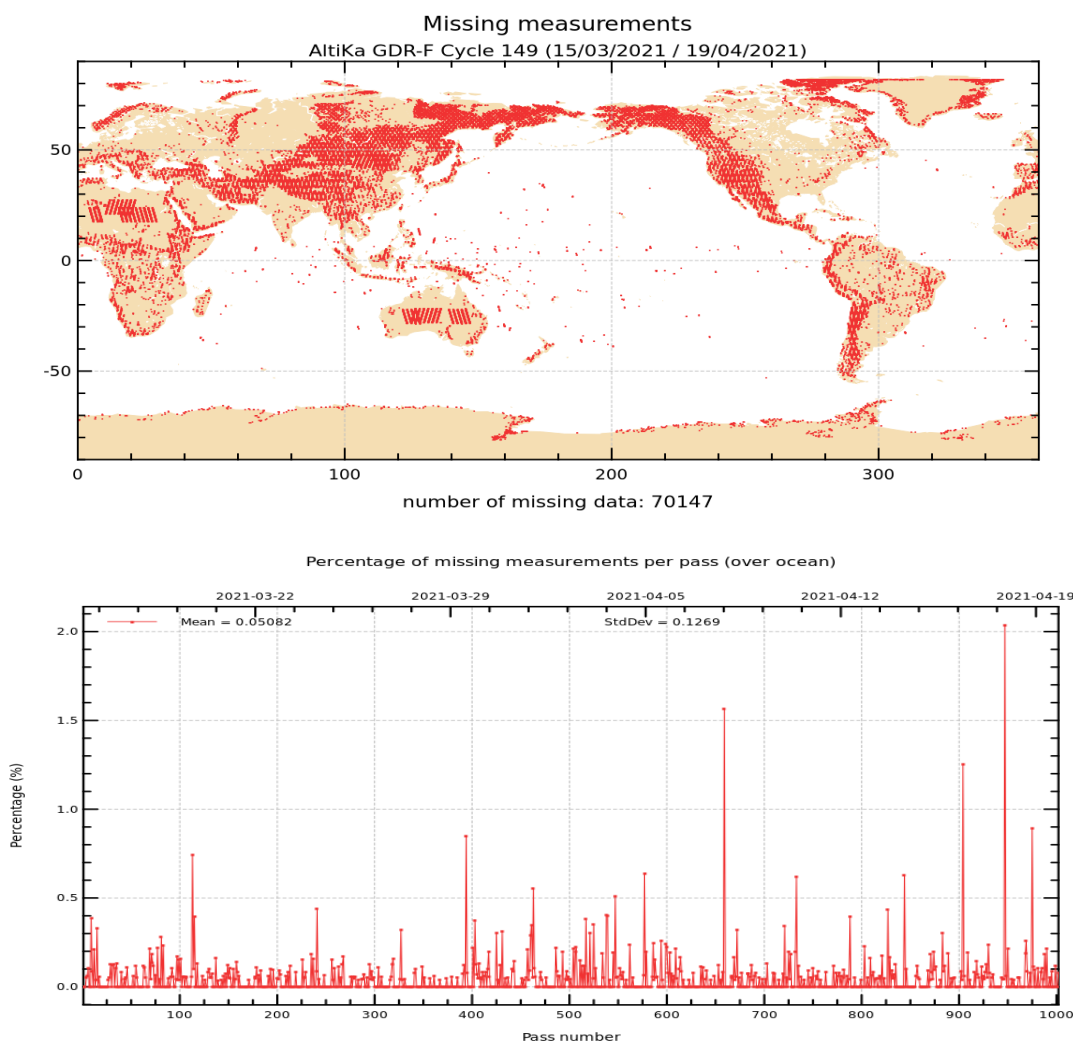 Missing measurements
AltiKa GDR-F Cycle 149 (15/03/2021 / 19/04/2021)
50
0
-50
0 100 200 300
number of missing data: 70147
Percentage of missing measurements per pass (over ocean)
2021-03-22 2021-03-29 2021-04-05 2021-04-12 2021-04-19
Mean = 0.05082 StdDev = 0.1269
2.0
1.5
1.0
0.5
0.0
Percentage (%)
100 200 300 400 500 600 700 800 900 1000
Pass number